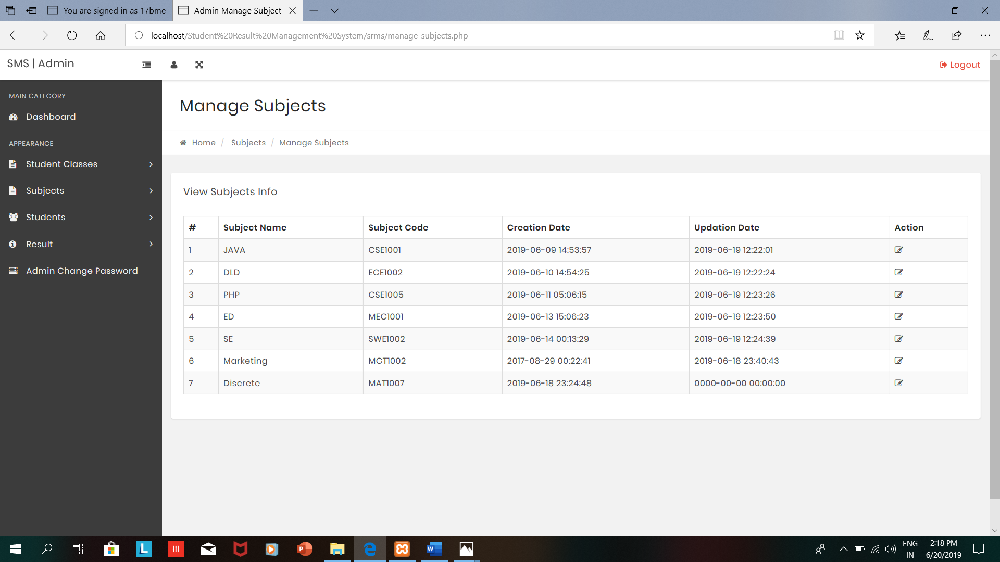 You are signed in as 17bme
Admin Manage Subject
localhost/Student%20Result%20Management%20System/srms/manage-subjects.php
SMS | Admin
Logout
MAIN CATEGORY
Dashboard
APPEARANCE
Student Classes
Subjects
Students
Result
Admin Change Password
Manage Subjects
Home / Subjects / Manage Subjects
View Subjects Info
# Subject Name Subject Code Creation Date Updation Date Action
1 JAVA CSE1001 2019-06-09 14:53:57 2019-06-19 12:22:01
2 DLD ECE1002 2019-06-10 14:54:25 2019-06-19 12:22:24
3 PHP CSE1005 2019-06-11 05:06:15 2019-06-19 12:23:26
4 ED MEC1001 2019-06-13 15:06:23 2019-06-19 12:23:50
5 SE SWE1002 2019-06-14 00:13:29 2019-06-19 12:24:39
6 Marketing MGT1002 2017-08-29 00:22:41 2019-06-18 23:40:43
7 Discrete MAT1007 2019-06-18 23:24:48 0000-00-00 00:00:00
ENG
IN
2:18 PM
6/20/2019